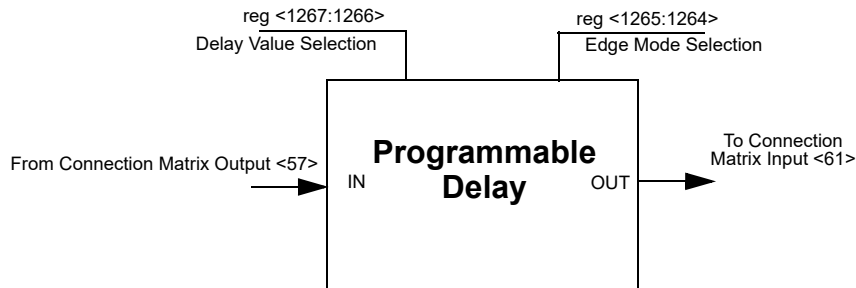 reg <1267:1266>
Delay Value Selection
reg <1265:1264>
Edge Mode Selection
From Connection Matrix Output <57>
IN
Programmable
Delay
OUT
To Connection
Matrix Input <61>